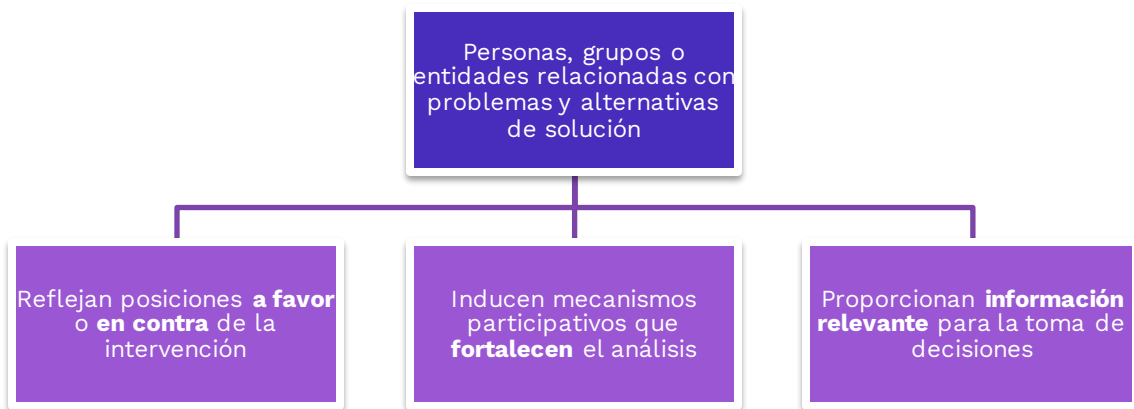 Personas, grupos o
entidades relacionadas con
problemas y alternativas
de solución
Reflejan posiciones a favor
o en contra de la
intervención
Inducen mecanismos
participativos que
fortalecen el análisis
Proporcionan información
relevante para la toma de
decisiones